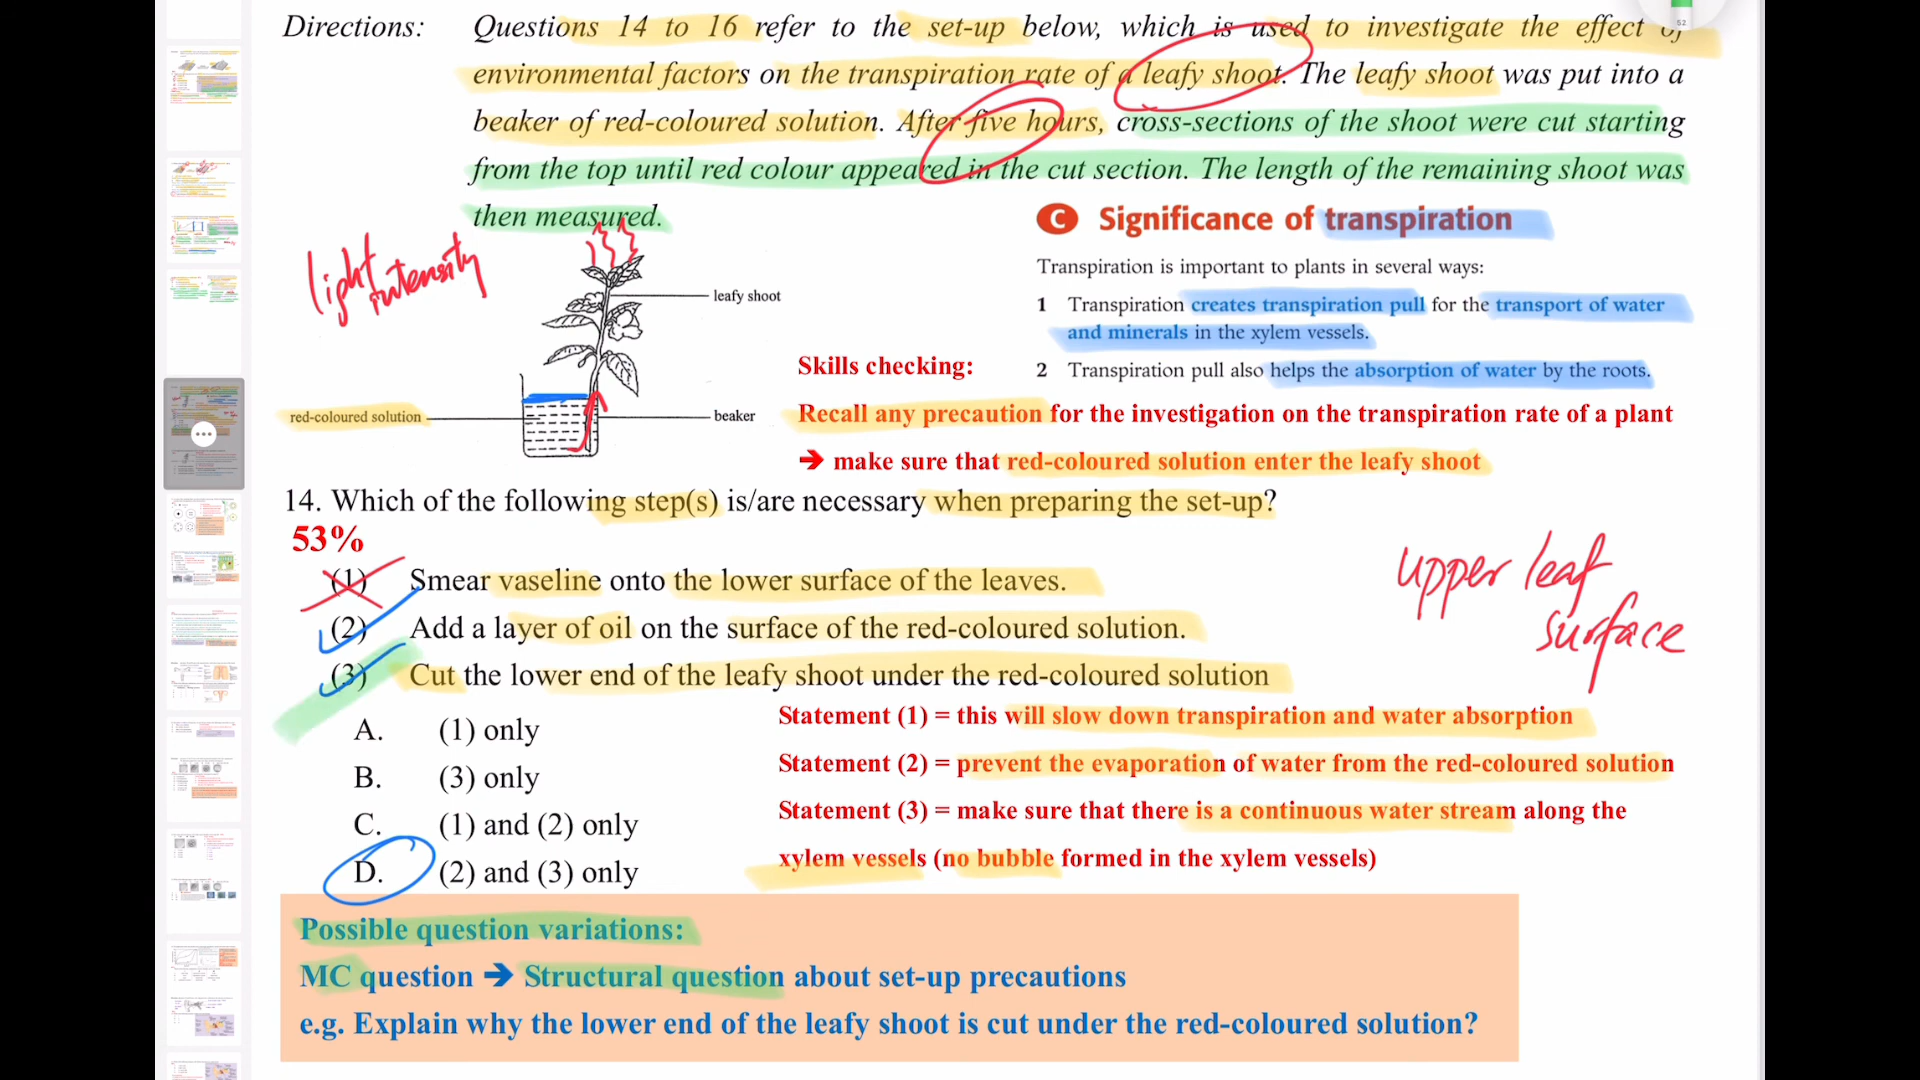 52
Directions: Questions 14 to 16 refer to the set-up below, which is used to investigate the effect of
environmental factors on the transpiration rate of a leafy shoot. The leafy shoot was put into a
beaker of red-coloured solution. After five hours, cross-sections of the shoot were cut starting
from the top until red colour appeared in the cut section. The length of the remaining shoot was
then measured.
C Significance of transpiration
Transpiration is important to plants in several ways:
1 Transpiration creates transpiration pull for the transport of water
and minerals in the xylem vessels.
2 Transpiration pull also helps the absorption of water by the roots.
light
intensity
leafy shoot
red-coloured solution
beaker
Skills checking:
Recall any precaution for the investigation on the transpiration rate of a plant
➔ make sure that red-coloured solution enter the leafy shoot
14. Which of the following step(s) is/are necessary when preparing the set-up?
53%
(1) Smear vaseline onto the lower surface of the leaves.
(2) Add a layer of oil on the surface of the red-coloured solution.
(3) Cut the lower end of the leafy shoot under the red-coloured solution
upper leaf
surface
A. (1) only
B. (3) only
C. (1) and (2) only
D. (2) and (3) only
Statement (1) = this will slow down transpiration and water absorption
Statement (2) = prevent the evaporation of water from the red-coloured solution
Statement (3) = make sure that there is a continuous water stream along the
xylem vessels (no bubble formed in the xylem vessels)
Possible question variations:
MC question ➔ Structural question about set-up precautions
e.g. Explain why the lower end of the leafy shoot is cut under the red-coloured solution?